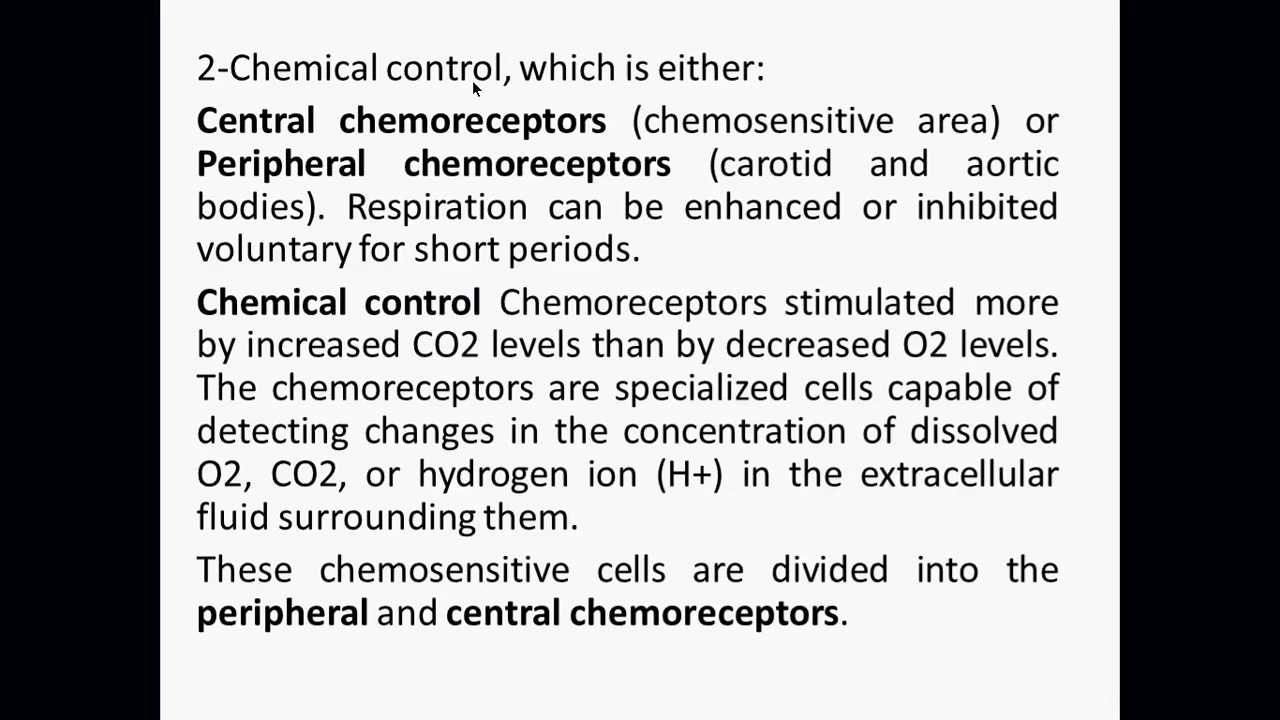 2-Chemical control, which is either:
Central chemoreceptors (chemosensitive area) or
Peripheral chemoreceptors (carotid and aortic
bodies). Respiration can be enhanced or inhibited
voluntary for short periods.
Chemical control Chemoreceptors stimulated more
by increased CO2 levels than by decreased O2 levels.
The chemoreceptors are specialized cells capable of
detecting changes in the concentration of dissolved
O2, CO2, or hydrogen ion (H+) in the extracellular
fluid surrounding them.
These chemosensitive cells are divided into the
peripheral and central chemoreceptors.